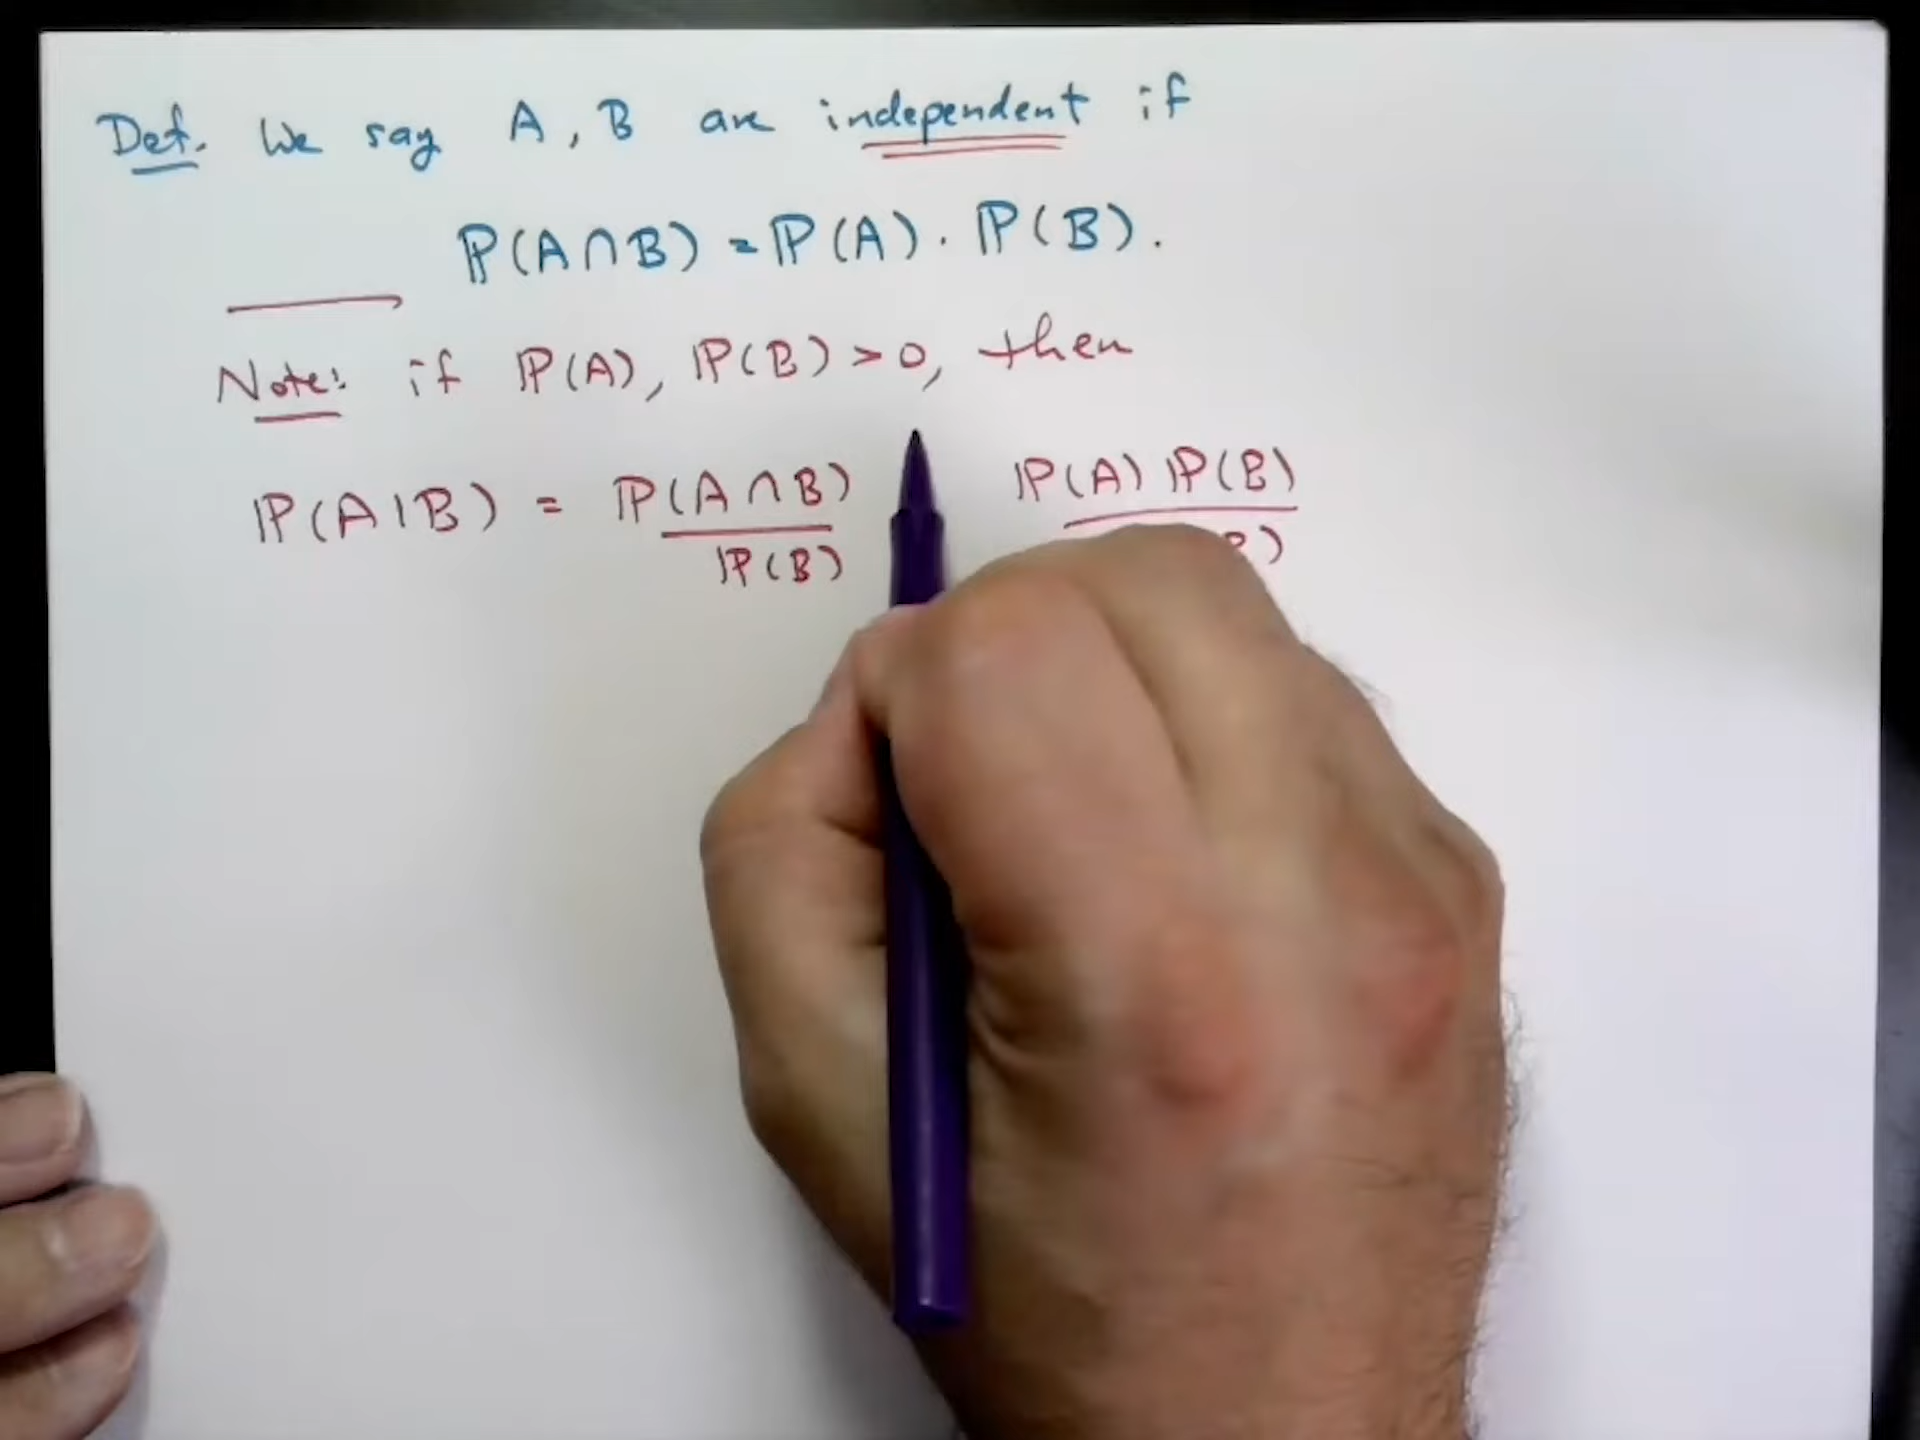 Def. We say A, B are independent if
ℙ(A∩B) = ℙ(A) · ℙ(B).
Note: if ℙ(A), ℙ(B) > 0, then
ℙ(A|B) = ℙ(A∩B) ℙ(A) ℙ(B)
ℙ(B) B)